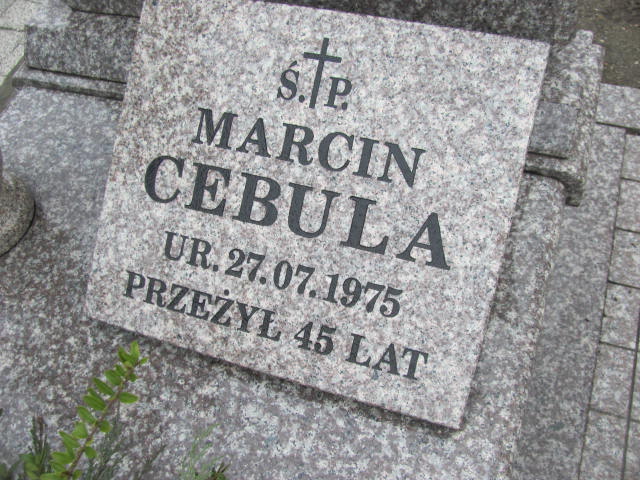 Ś.P.
MARCIN
CEBULA
UR. 27.07.1975
PRZEŻYŁ 45 LAT